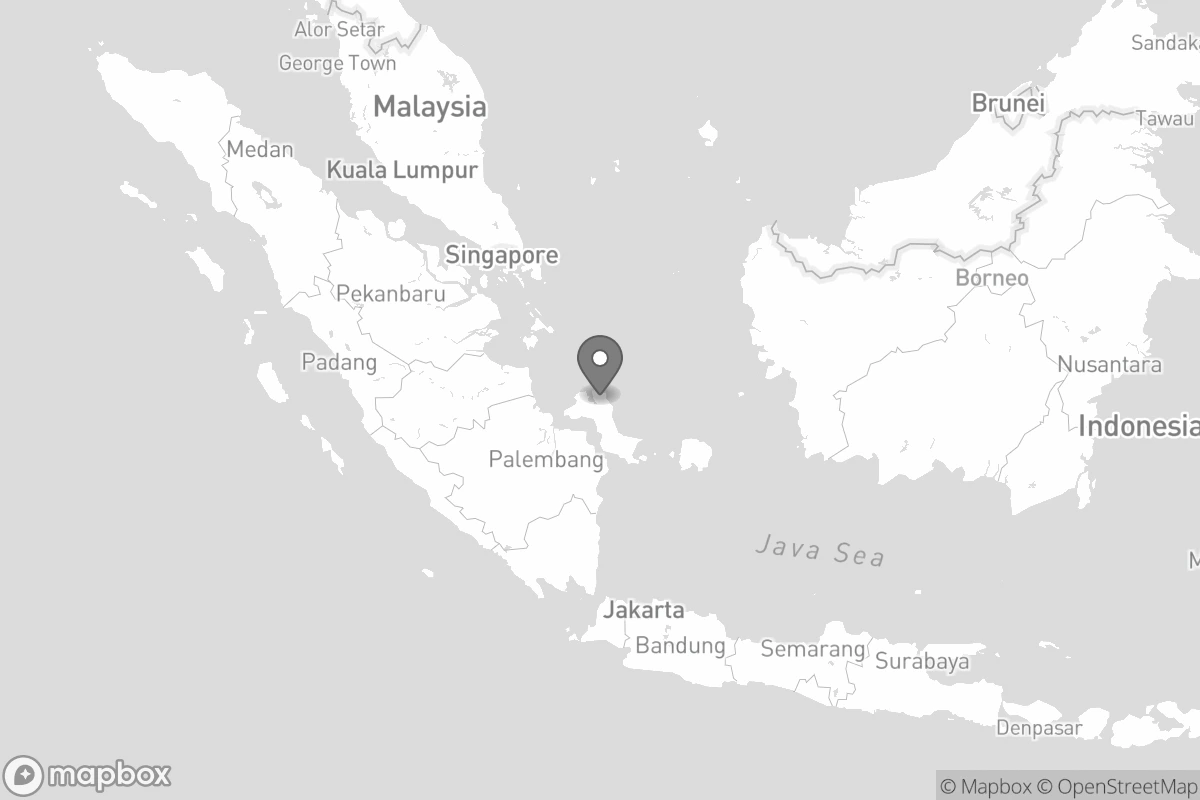 Alor Setar
George Town
Sandaka
Malaysia
Brunei
Tawau
Medan
Kuala Lumpur
Singapore
Borneo
Pekanbaru
Padang
Nusantara
Indonesia
Palembang
Java Sea
M
Jakarta
Bandung
Semarang
Surabaya
Denpasar
mapbox
© Mapbox © OpenStreetMap